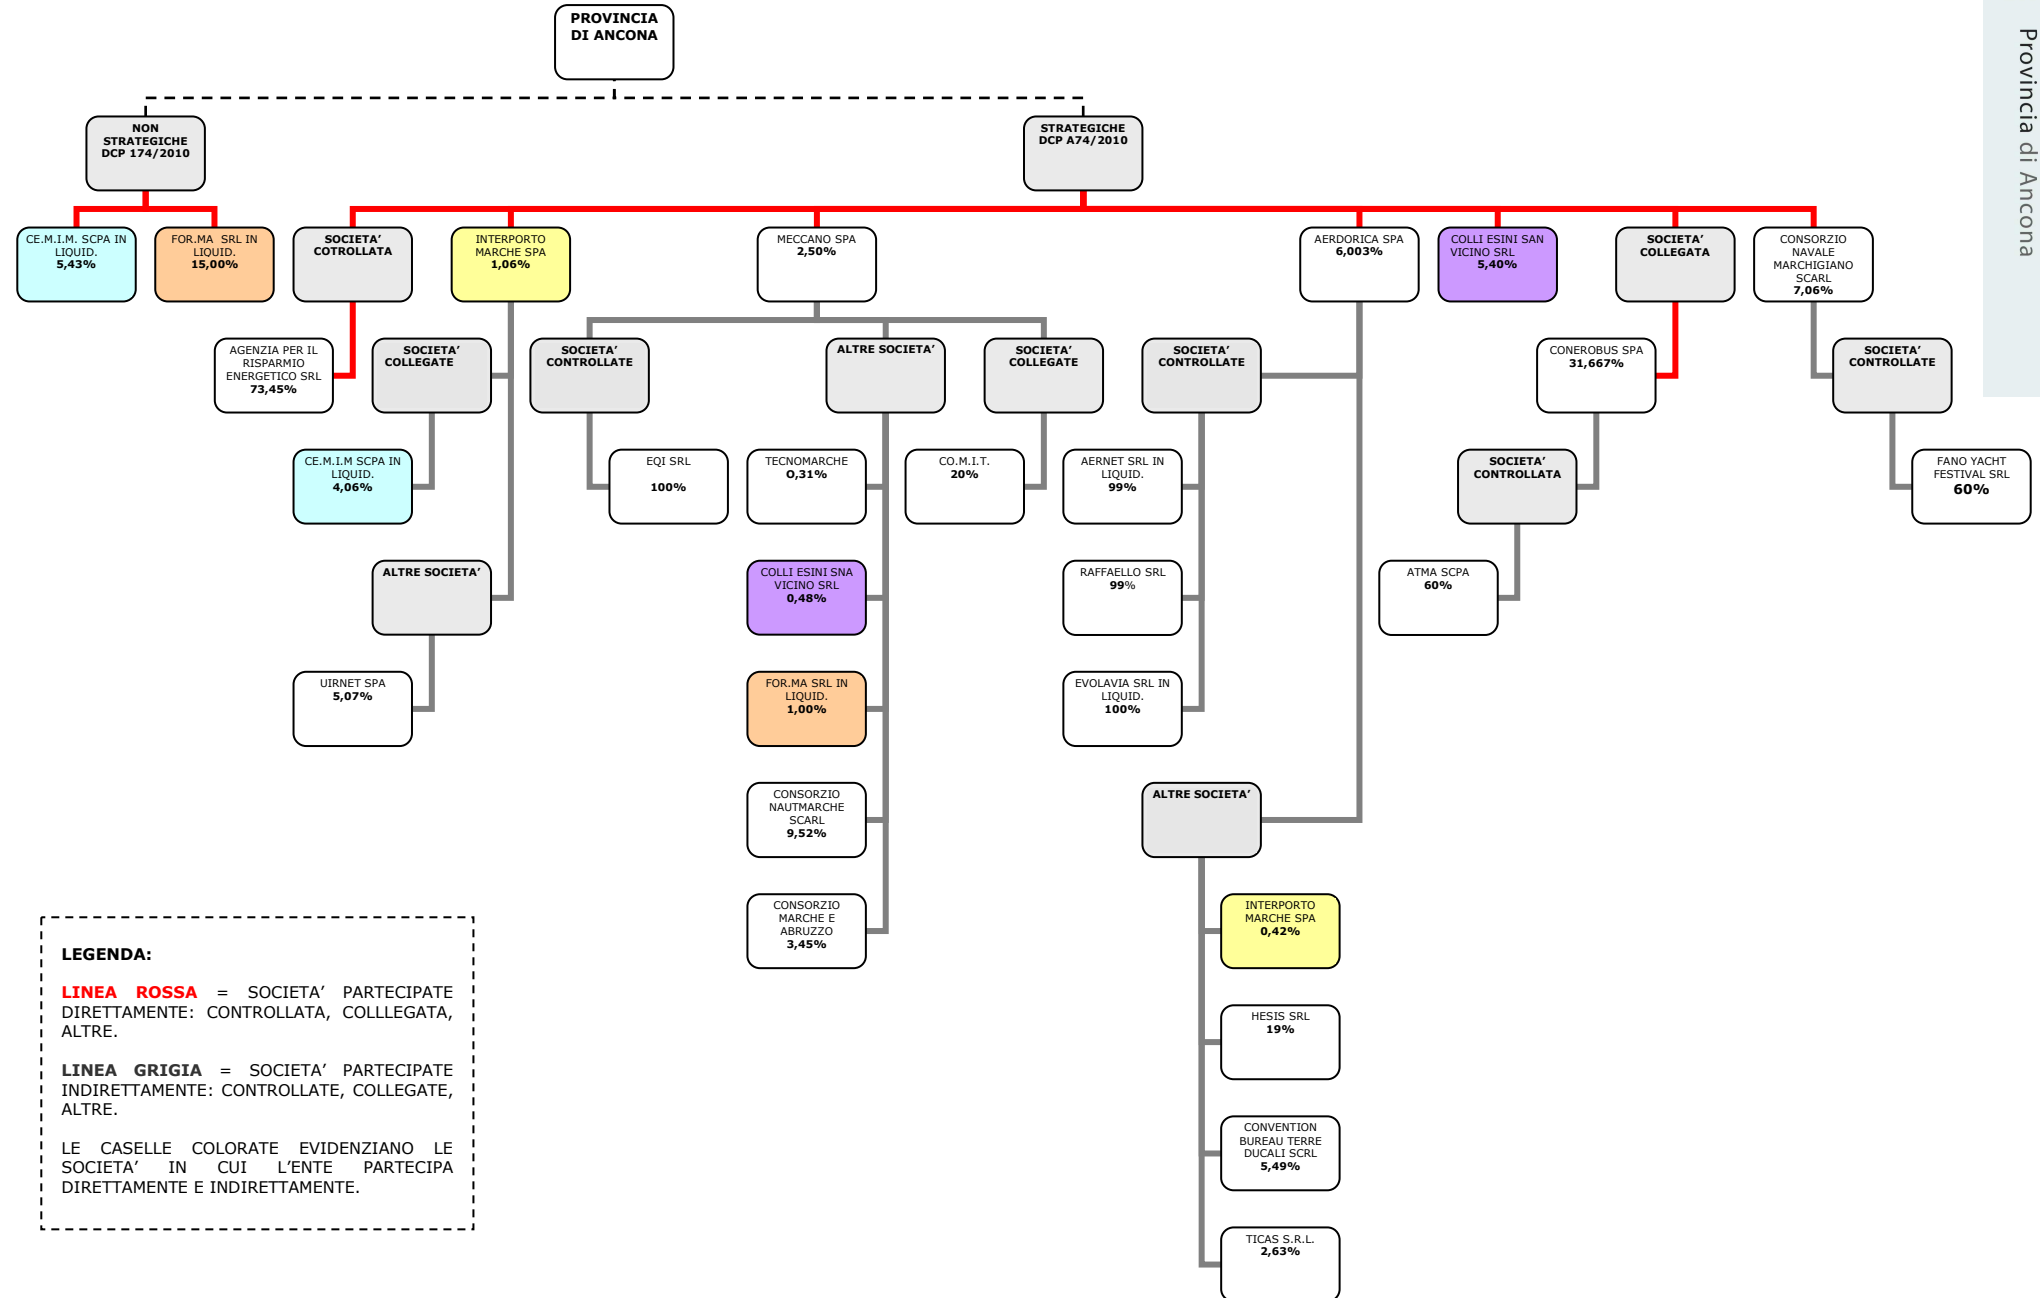 PROVINCIA
DI ANCONA
Provincia di Ancona
NON
STRATEGICHE
DCP 174/2010
STRATEGICHE
DCP A74/2010
CE.M.I.M. SCPA IN
LIQUID.
5,43%
FOR.MA SRL IN
LIQUID.
15,00%
SOCIETA’
COTROLLATA
INTERPORTO
MARCHE SPA
1,06%
MECCANO SPA
2,50%
AERDORICA SPA
6,003%
COLLI ESINI SAN
VICINO SRL
5,40%
SOCIETA’
COLLEGATA
CONSORZIO
NAVALE
MARCHIGIANO
SCARL
7,06%
AGENZIA PER IL
RISPARMIO
ENERGETICO SRL
73,45%
SOCIETA’
COLLEGATE
SOCIETA’
CONTROLLATE
ALTRE SOCIETA’
SOCIETA’
COLLEGATE
SOCIETA’
CONTROLLATE
CONEROBUS SPA
31,667%
SOCIETA’
CONTROLLATE
CE.M.I.M SCPA IN
LIQUID.
4,06%
EQI SRL
100%
TECNOMARCHE
O,31%
CO.M.I.T.
20%
AERNET SRL IN
LIQUID.
99%
SOCIETA’
CONTROLLATA
FANO YACHT
FESTIVAL SRL
60%
ALTRE SOCIETA’
COLLI ESINI SNA
VICINO SRL
0,48%
RAFFAELLO SRL
99%
ATMA SCPA
60%
UIRNET SPA
5,07%
FOR.MA SRL IN
LIQUID.
1,00%
EVOLAVIA SRL IN
LIQUID.
100%
CONSORZIO
NAUTMARCHE
SCARL
9,52%
ALTRE SOCIETA’
CONSORZIO
MARCHE E
ABRUZZO
3,45%
INTERPORTO
MARCHE SPA
0,42%
HESIS SRL
19%
CONVENTION
BUREAU TERRE
DUCALI SCRL
5,49%
TICAS S.R.L.
2,63%
LEGENDA:
LINEA ROSSA = SOCIETA’ PARTECIPATE
DIRETTAMENTE: CONTROLLATA, COLLLEGATA,
ALTRE.
LINEA GRIGIA = SOCIETA’ PARTECIPATE
INDIRETTAMENTE: CONTROLLATE, COLLEGATE,
ALTRE.
LE CASELLE COLORATE EVIDENZIANO LE
SOCIETA’ IN CUI L’ENTE PARTECIPA
DIRETTAMENTE E INDIRETTAMENTE.